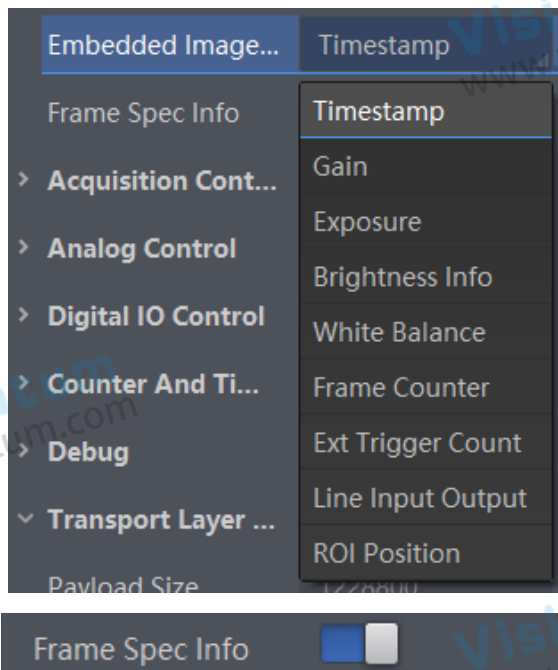 Embedded Image... Timestamp
Frame Spec Info Timestamp
> Acquisition Cont... Gain
Exposure
> Analog Control
Brightness Info
> Digital IO Control
White Balance
> Counter And Ti... Frame Counter
> Debug Ext Trigger Count
Line Input Output
Transport Layer ...
ROI Position
Payload Size 1228800
Frame Spec Info